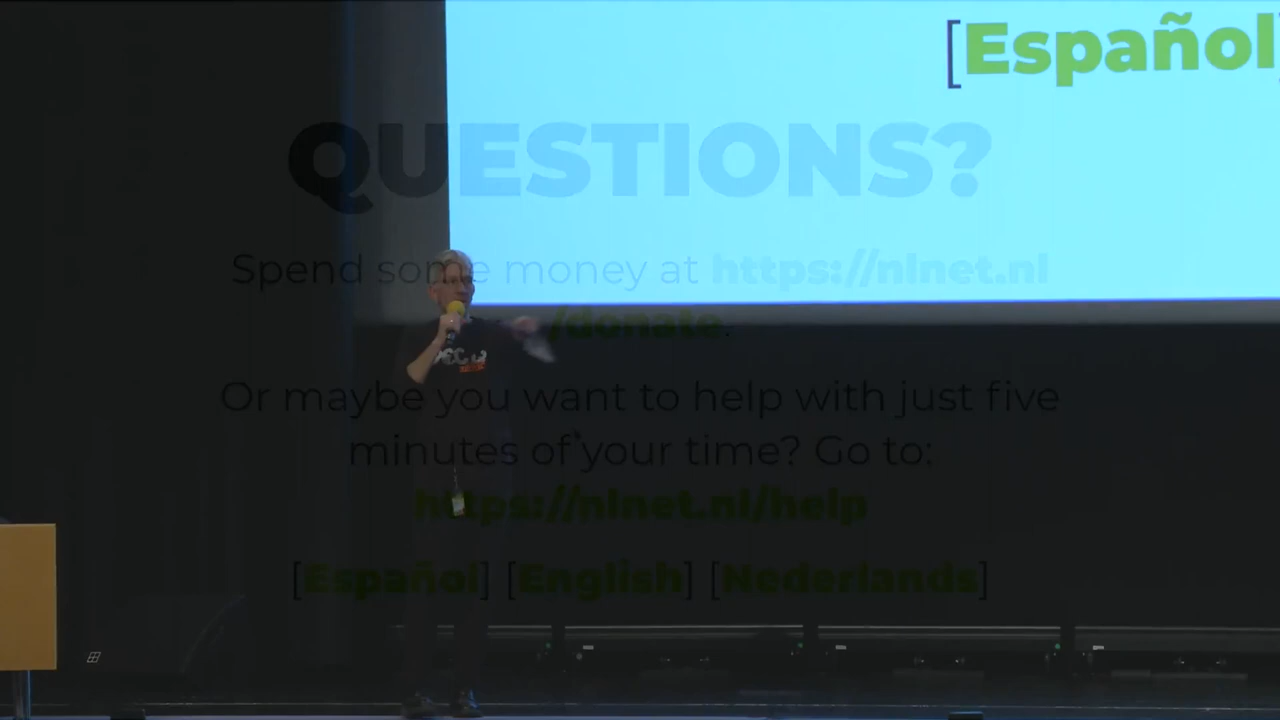 [Español]
QUESTIONS?
Spend some money at https://nlnet.nl
/donate.
Or maybe you want to help with just five
minutes of your time? Go to:
https://nlnet.nl/help
[Español] [English] [Nederlands]